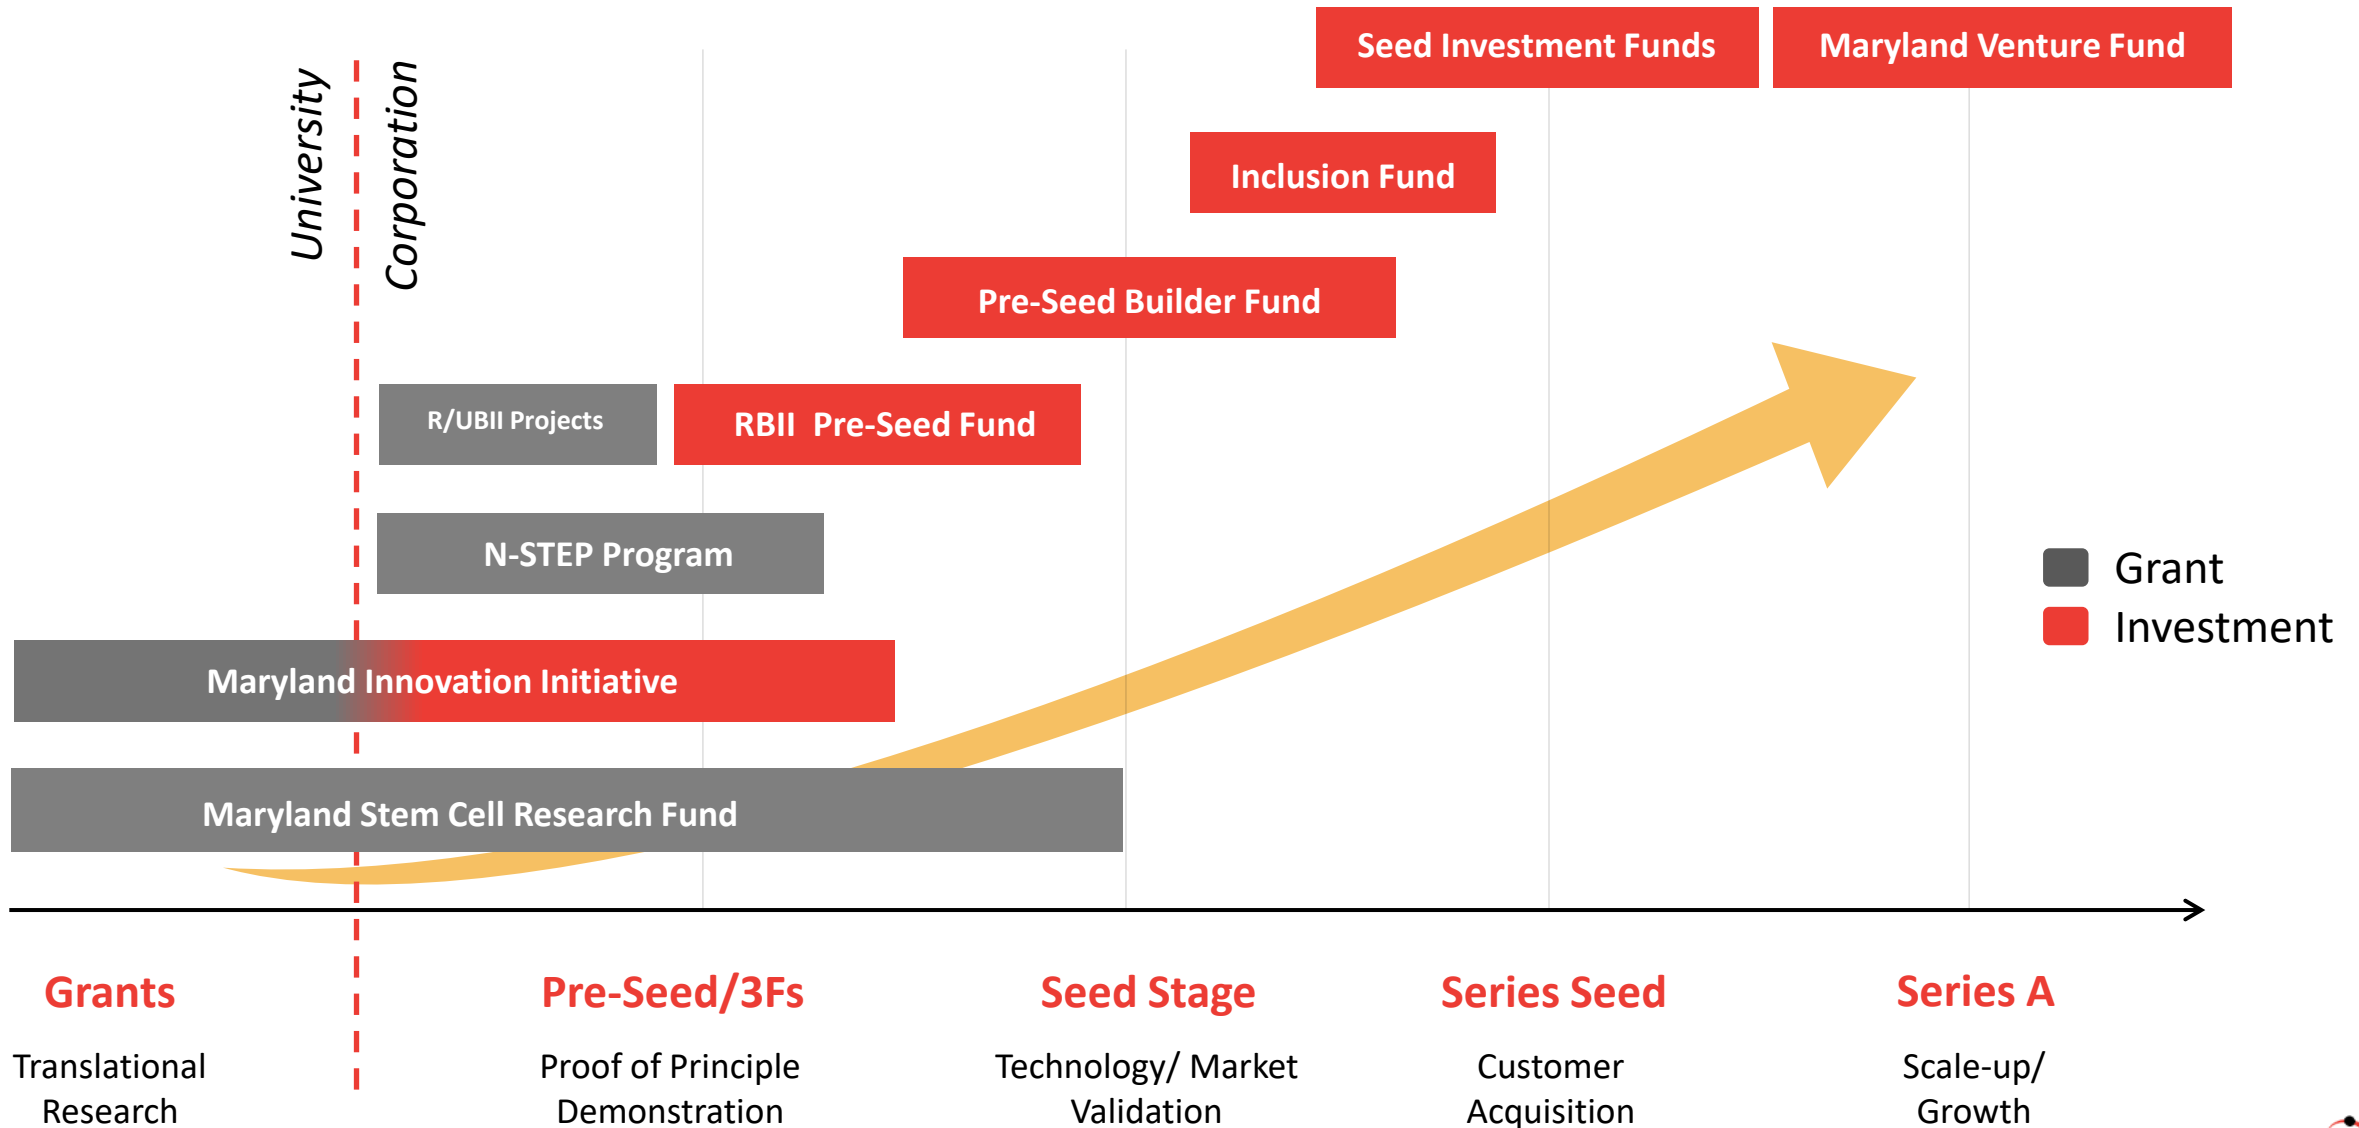 Seed Investment Funds
Maryland Venture Fund
University
Corporation
Inclusion Fund
Pre-Seed Builder Fund
R/UBII Projects
RBII Pre-Seed Fund
N-STEP Program
Grant
Investment
Maryland Innovation Initiative
Maryland Stem Cell Research Fund
Grants
Pre-Seed/3Fs
Seed Stage
Series Seed
Series A
Translational
Research
Proof of Principle
Demonstration
Technology/ Market
Validation
Customer
Acquisition
Scale-up/
Growth